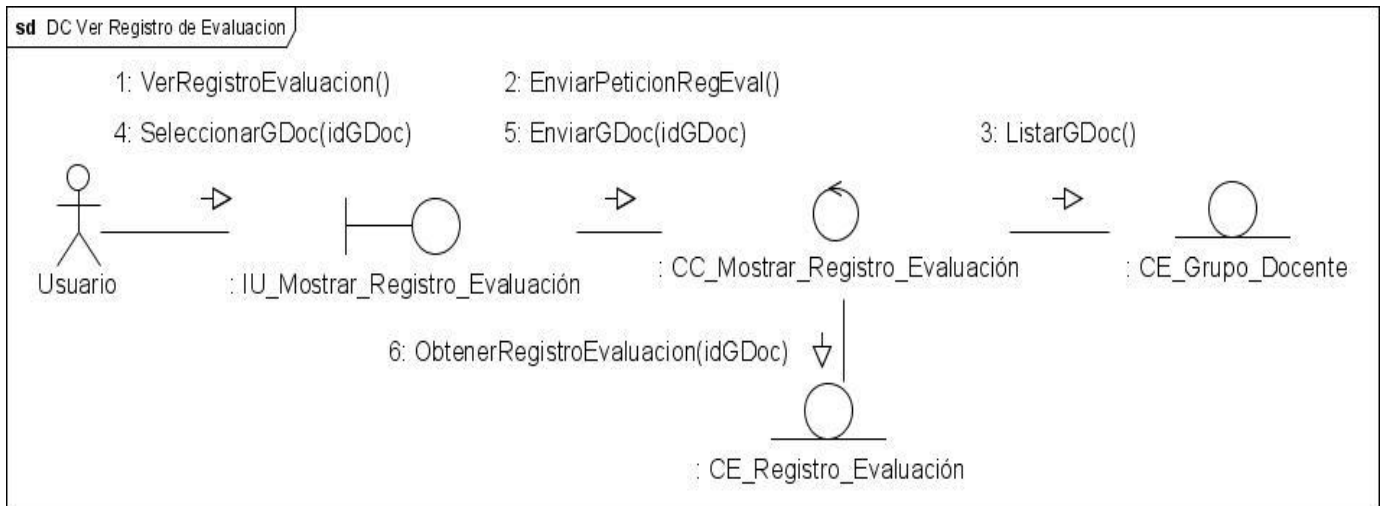 sd DC Ver Registro de Evaluacion
1: VerRegistroEvaluacion()
2: EnviarPeticionRegEval()
4: SeleccionarGDoc(idGDoc)
5: EnviarGDoc(idGDoc)
3: ListarGDoc()
Usuario
: IU_Mostrar_Registro_Evaluación
: CC_Mostrar_Registro_Evaluación
: CE_Grupo_Docente
6: ObtenerRegistroEvaluacion(idGDoc)
: CE_Registro_Evaluación